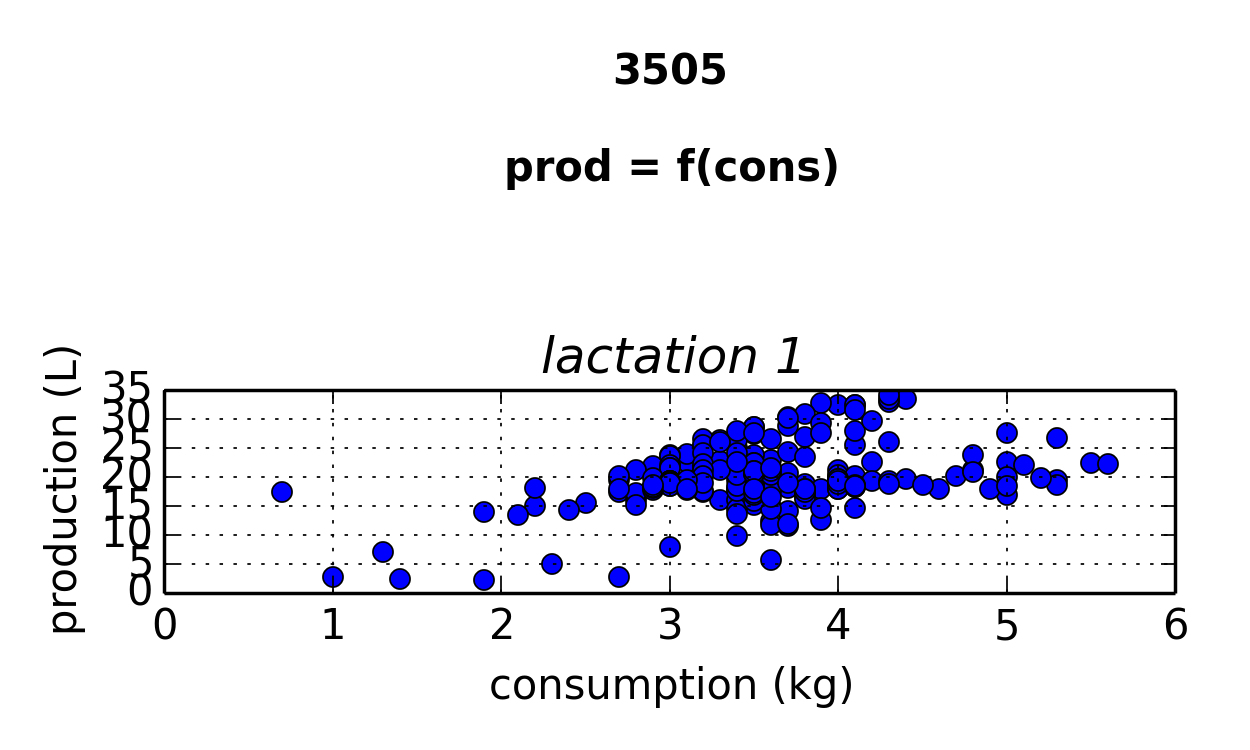 3505
prod = f(cons)
lactation 1
production (L)
35
30
25
20
15
10
5
0
0 1 2 3 4 5 6
consumption (kg)